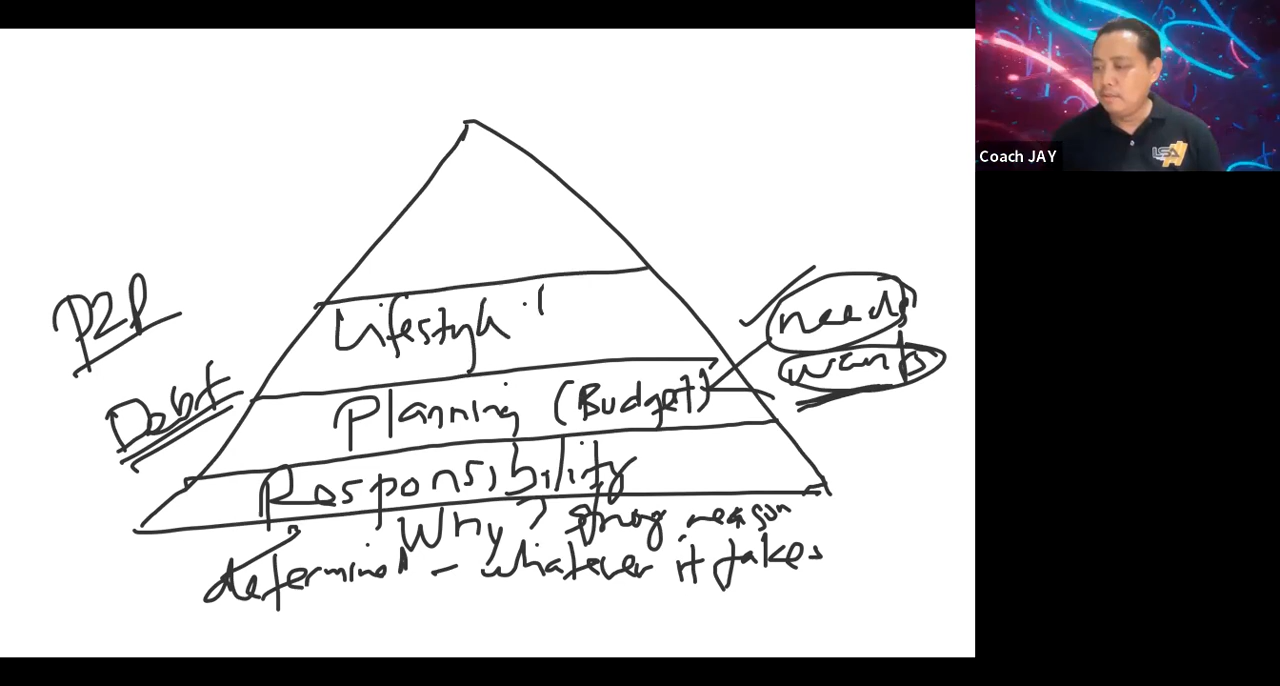 Coach JAY
P2P
Debt
Lifestyle
Planning (Budget)
needs
wants
Responsibility
Why? strong reason
determined - whatever it takes